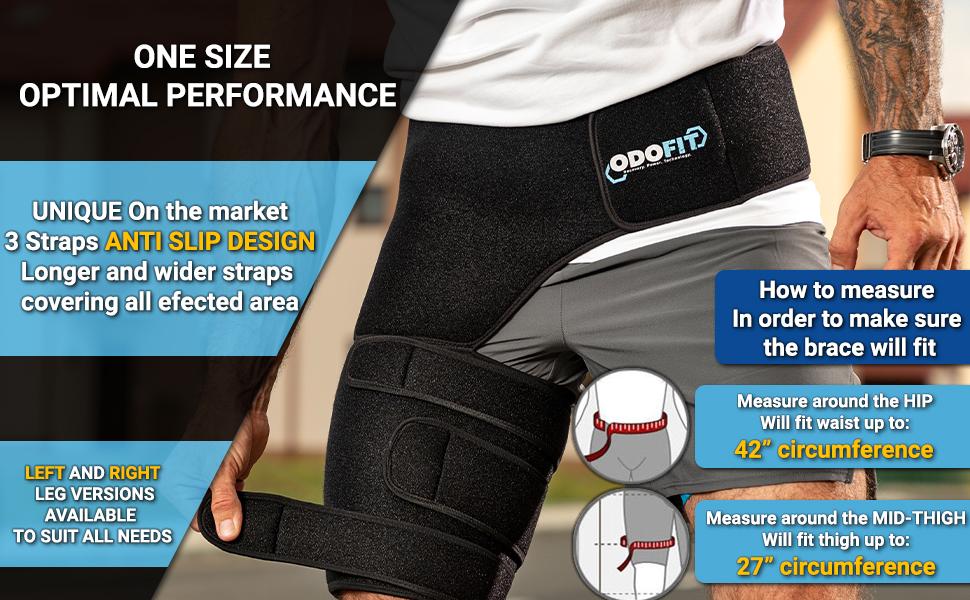 ONE SIZE
OPTIMAL PERFORMANCE
UNIQUE On the market
3 Straps ANTI SLIP DESIGN
Longer and wider straps
covering all efected area
LEFT AND RIGHT
LEG VERSIONS
AVAILABLE
TO SUIT ALL NEEDS
ODOFIT
Recovery. Power. Technology.
How to measure
In order to make sure
the brace will fit
Measure around the HIP
Will fit waist up to:
42” circumference
Measure around the MID-THIGH
Will fit thigh up to:
27” circumference